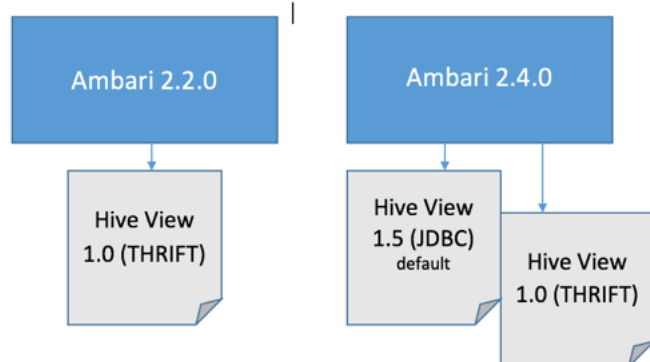 Ambari 2.2.0
Hive View
1.0 (THRIFT)
Ambari 2.4.0
Hive View
1.5 (JDBC)
default
Hive View
1.0 (THRIFT)